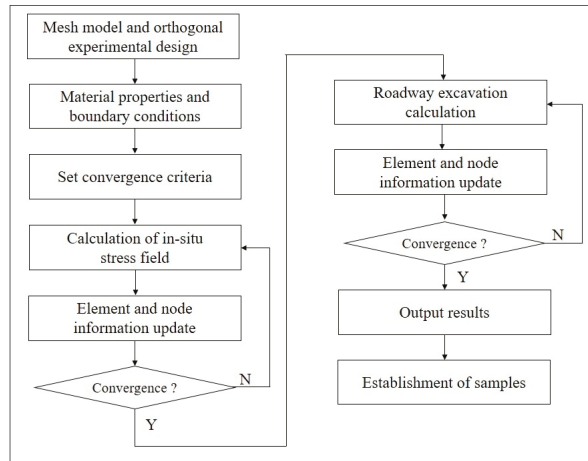 Mesh model and orthogonal
experimental design
Material properties and
boundary conditions
Set convergence criteria
Calculation of in-situ
stress field
Element and node
information update
Convergence ?
N
Y
Roadway excavation
calculation
Element and node
information update
Convergence ?
N
Y
Output results
Establishment of samples